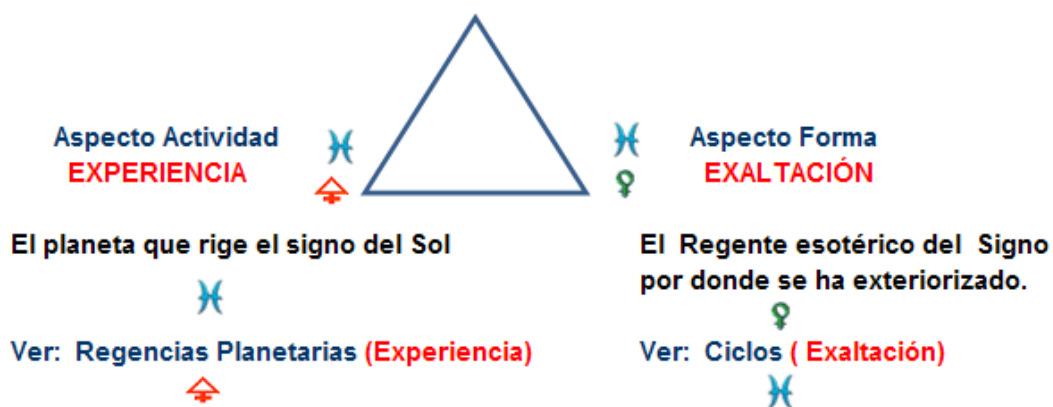 Aspecto Actividad ♓
EXPERIENCIA
♓ Aspecto Forma
♀ EXALTACIÓN
El planeta que rige el signo del Sol
♓
Ver: Regencias Planetarias (Experiencia)
El Regente esotérico del Signo
por donde se ha exteriorizado.
♀
Ver: Ciclos ( Exaltación)
♓